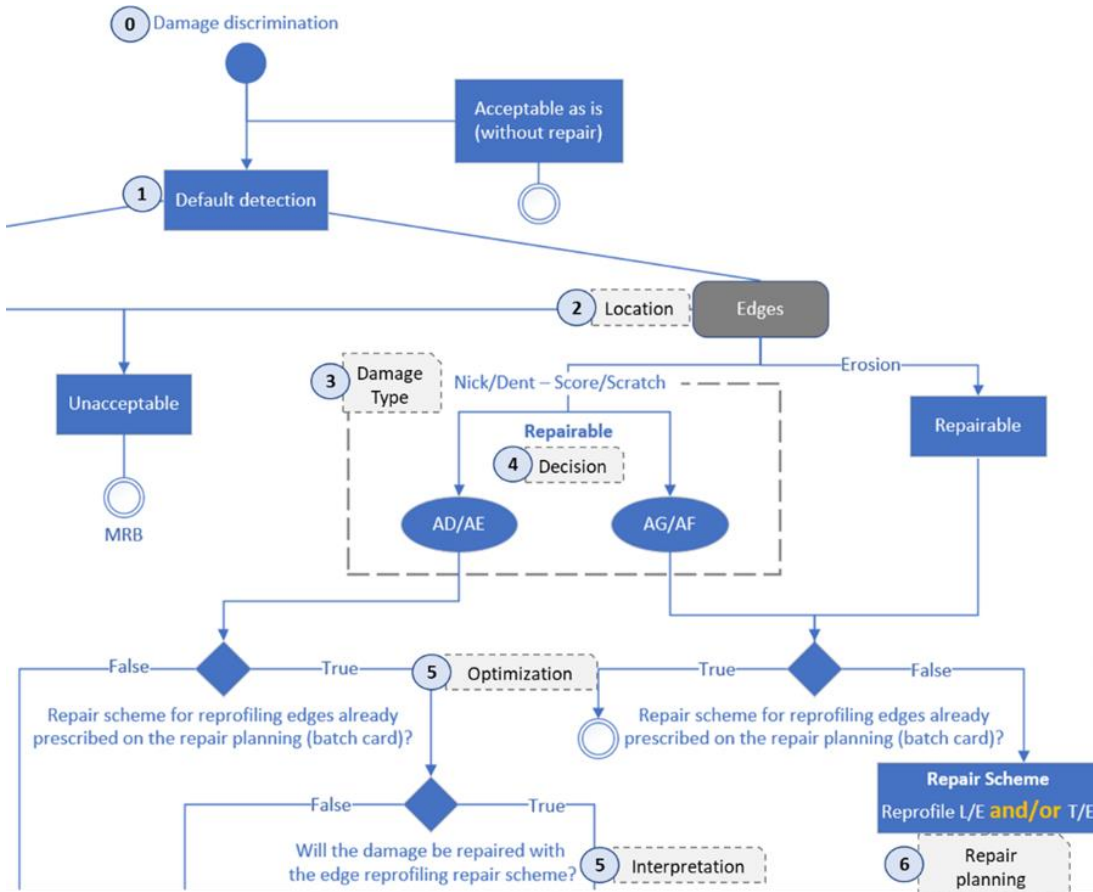 0 Damage discrimination
Acceptable as is
(without repair)
1 Default detection
2 Location
Edges
3 Damage
Type
Nick/Dent – Score/Scratch
Erosion
Unacceptable
Repairable
Repairable
4 Decision
AD/AE
AG/AF
MRB
False
True
5 Optimization
True
False
Repair scheme for reprofiling edges already
prescribed on the repair planning (batch card)?
Repair scheme for reprofiling edges already
prescribed on the repair planning (batch card)?
Repair Scheme
Reprofile L/E and/or T/E
False
True
Will the damage be repaired with
the edge reprofiling repair scheme?
5 Interpretation
6 Repair
planning